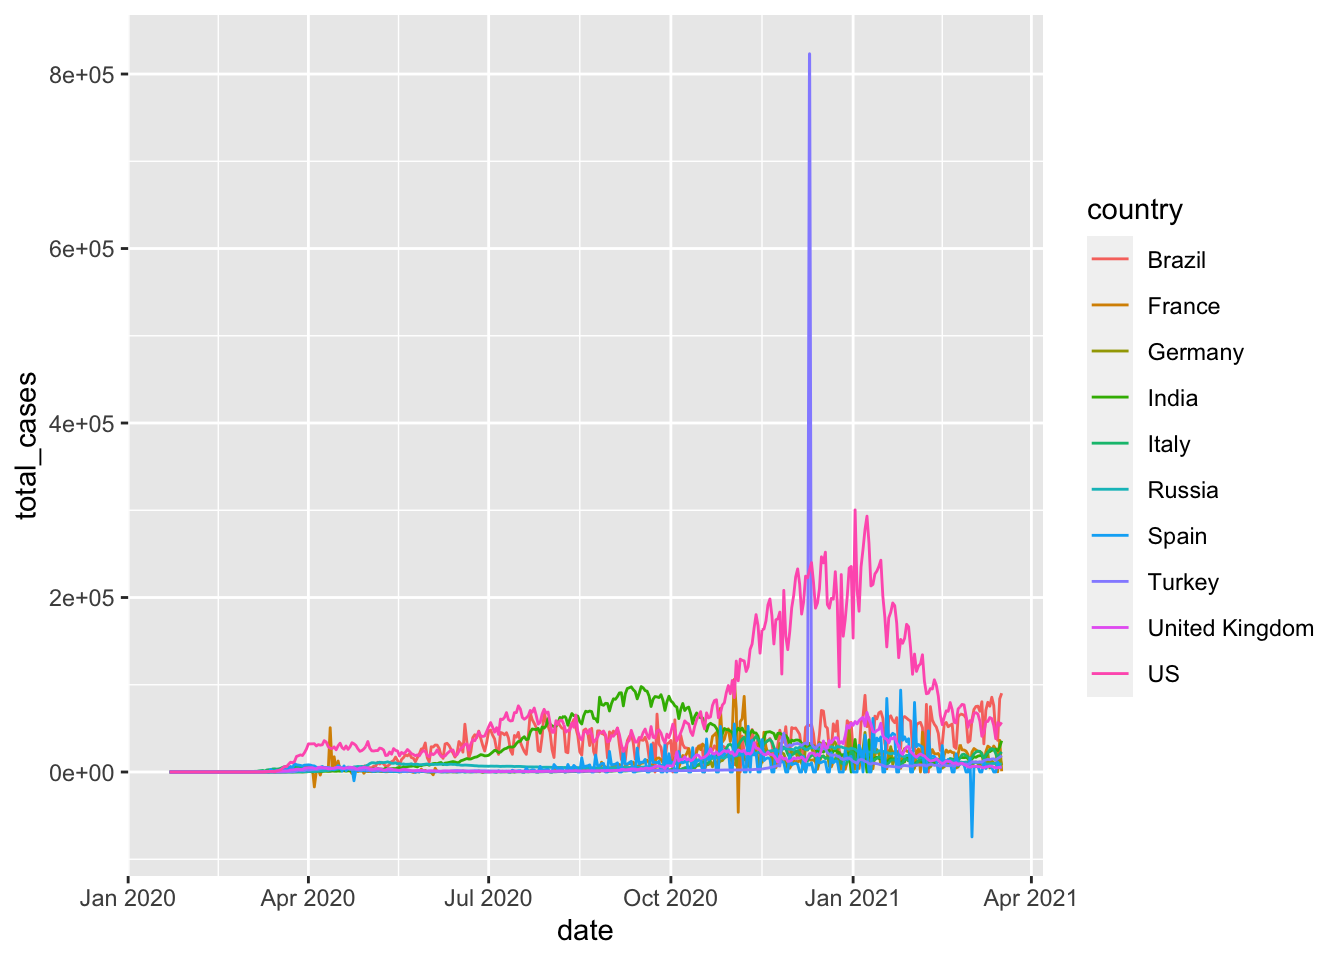 8e+05
6e+05
4e+05
2e+05
0e+00
total_cases
Jan 2020
Apr 2020
Jul 2020
Oct 2020
Jan 2021
Apr 2021
date
country
Brazil
France
Germany
India
Italy
Russia
Spain
Turkey
United Kingdom
US